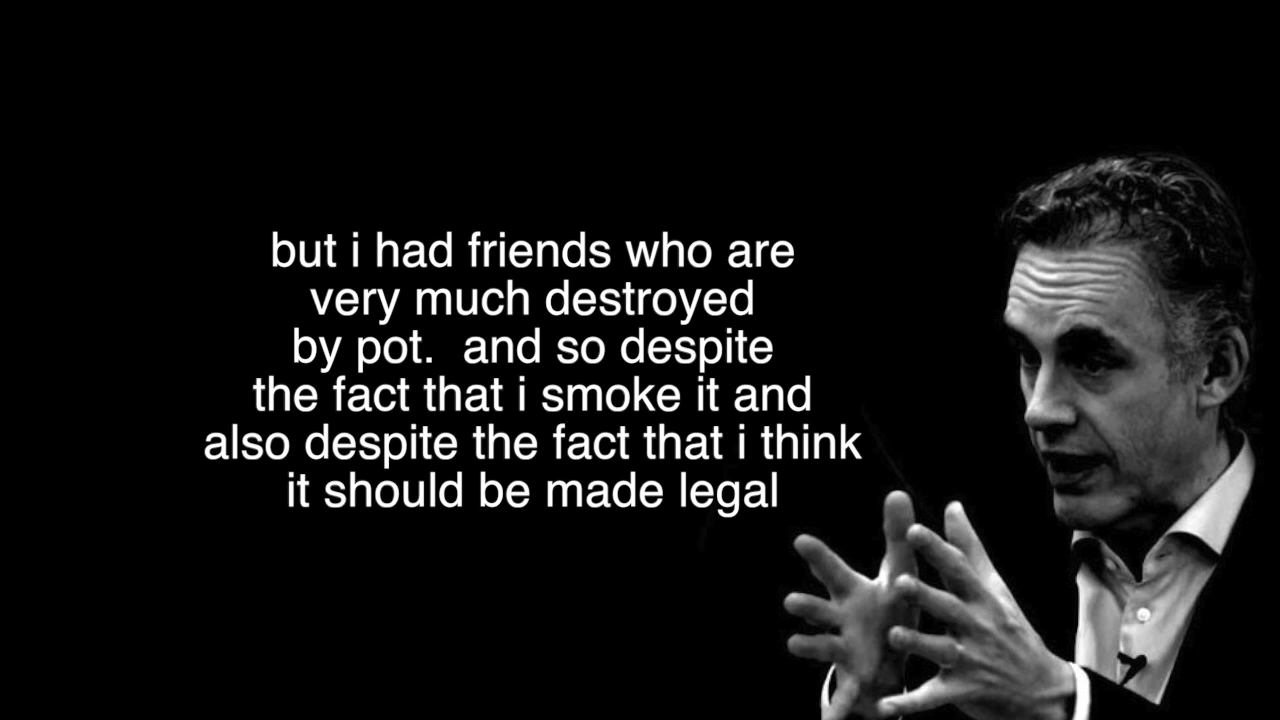 but i had friends who are
very much destroyed
by pot.  and so despite
the fact that i smoke it and
also despite the fact that i think
it should be made legal